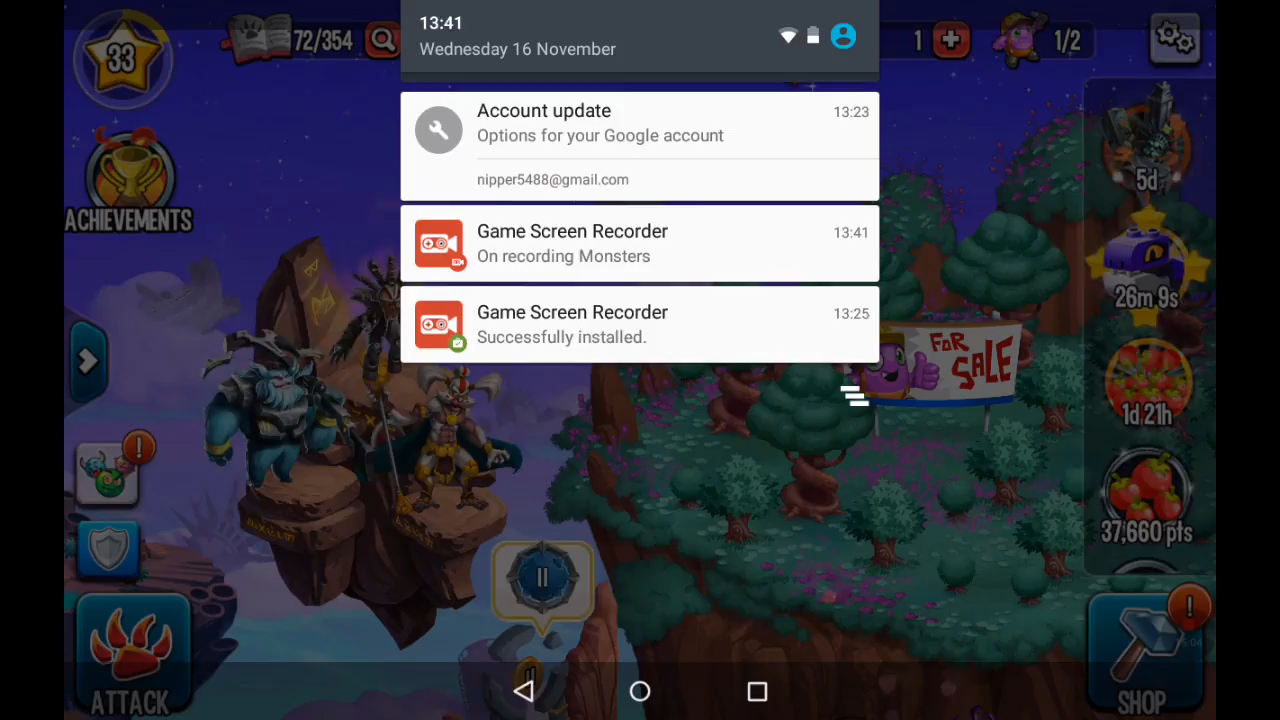 13:41
Wednesday 16 November
33
72/354
1
1/2
Account update 13:23
Options for your Google account
nipper5488@gmail.com
ACHIEVEMENTS
5d
Game Screen Recorder 13:41
On recording Monsters
26m 9s
Game Screen Recorder 13:25
Successfully installed.
FOR
SALE
1d 21h
37,660 pts
ATTACK
SHOP